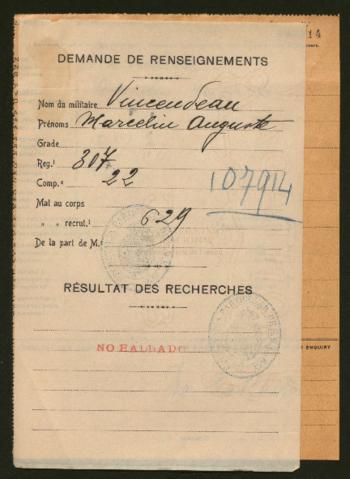 14
DEMANDE DE RENSEIGNEMENTS
Nom du militaire Vincendeau
Prénoms Marcelin Auguste
Grade
Reg.t 307
Comp.e 22
107914
Mat au corps
„ „ recrut.t 629
De la part de M.
RÉSULTAT DES RECHERCHES
ENQUIRY
NO HALLADO